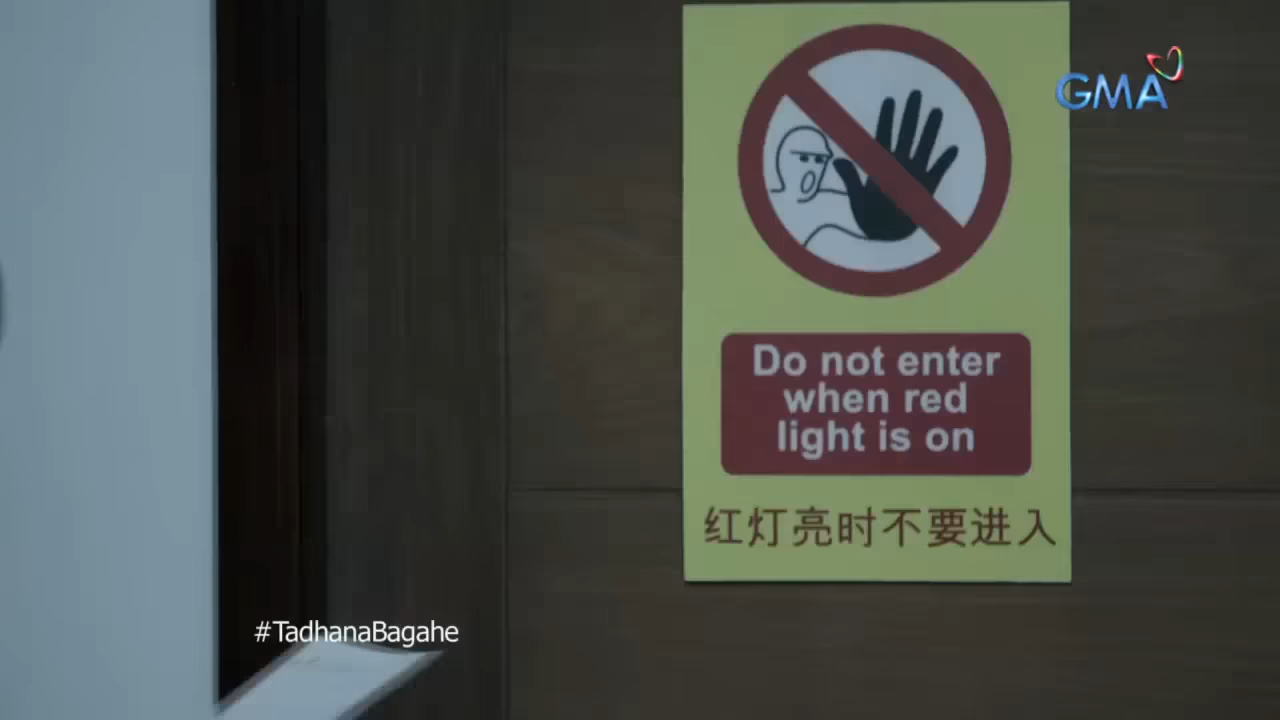 GMA
Do not enter
when red
light is on
红灯亮时不要进入
#TadhanaBagahe